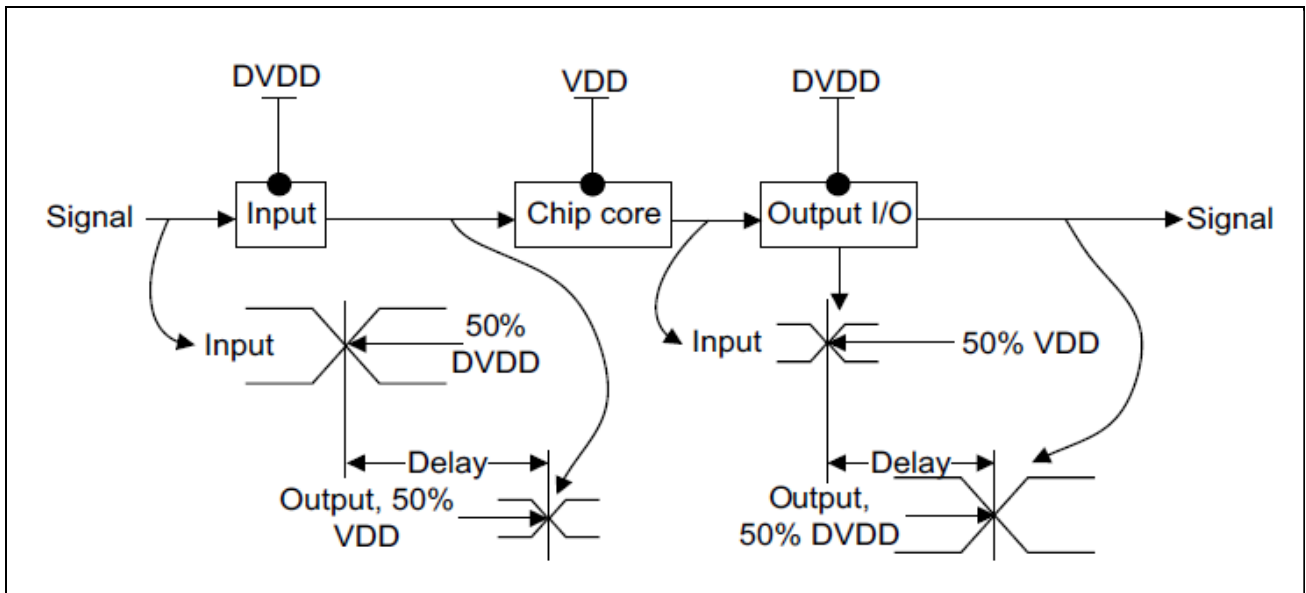 DVDD
VDD
DVDD
Signal
Input
Chip core
Output I/O
Signal
Input
50%
DVDD
Input
50% VDD
Delay
Output, 50%
VDD
Delay
Output,
50% DVDD